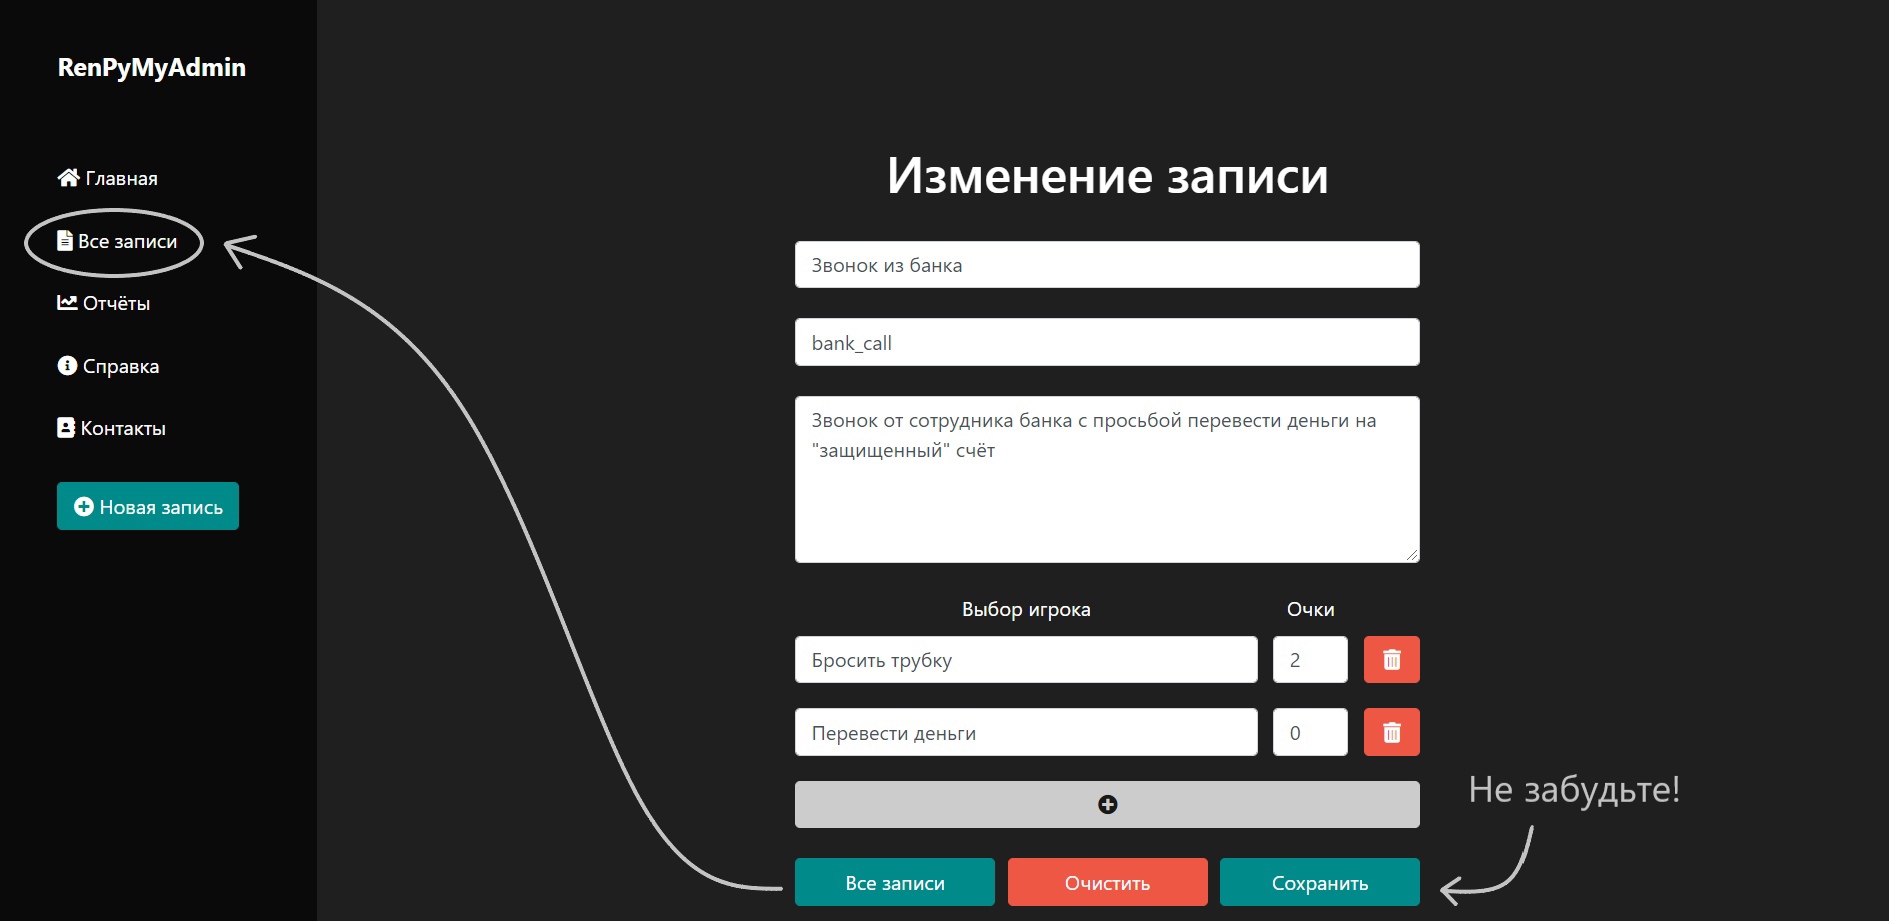 RenPyMyAdmin
Главная
Все записи
Отчёты
Справка
Контакты
Новая запись
Изменение записи
Звонок из банка
bank_call
Звонок от сотрудника банка с просьбой перевести деньги на
"защищенный" счёт
Выбор игрока Очки
Бросить трубку 2
Перевести деньги 0
Не забудьте!
Все записи Очистить Сохранить